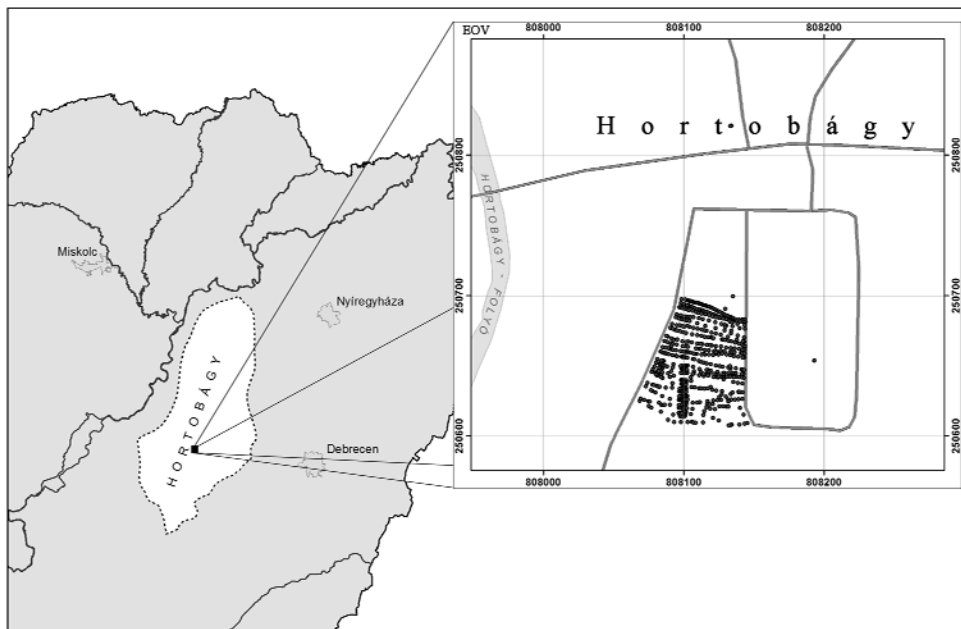 EOV
808000 808100 808200
H o r t o b á g y
250800
HORTOBÁGY - FOLYÓ
250700
250600
808000 808100 808200
250800
250700
250600
Miskolc
Nyíregyháza
HORTOBÁGY
Debrecen